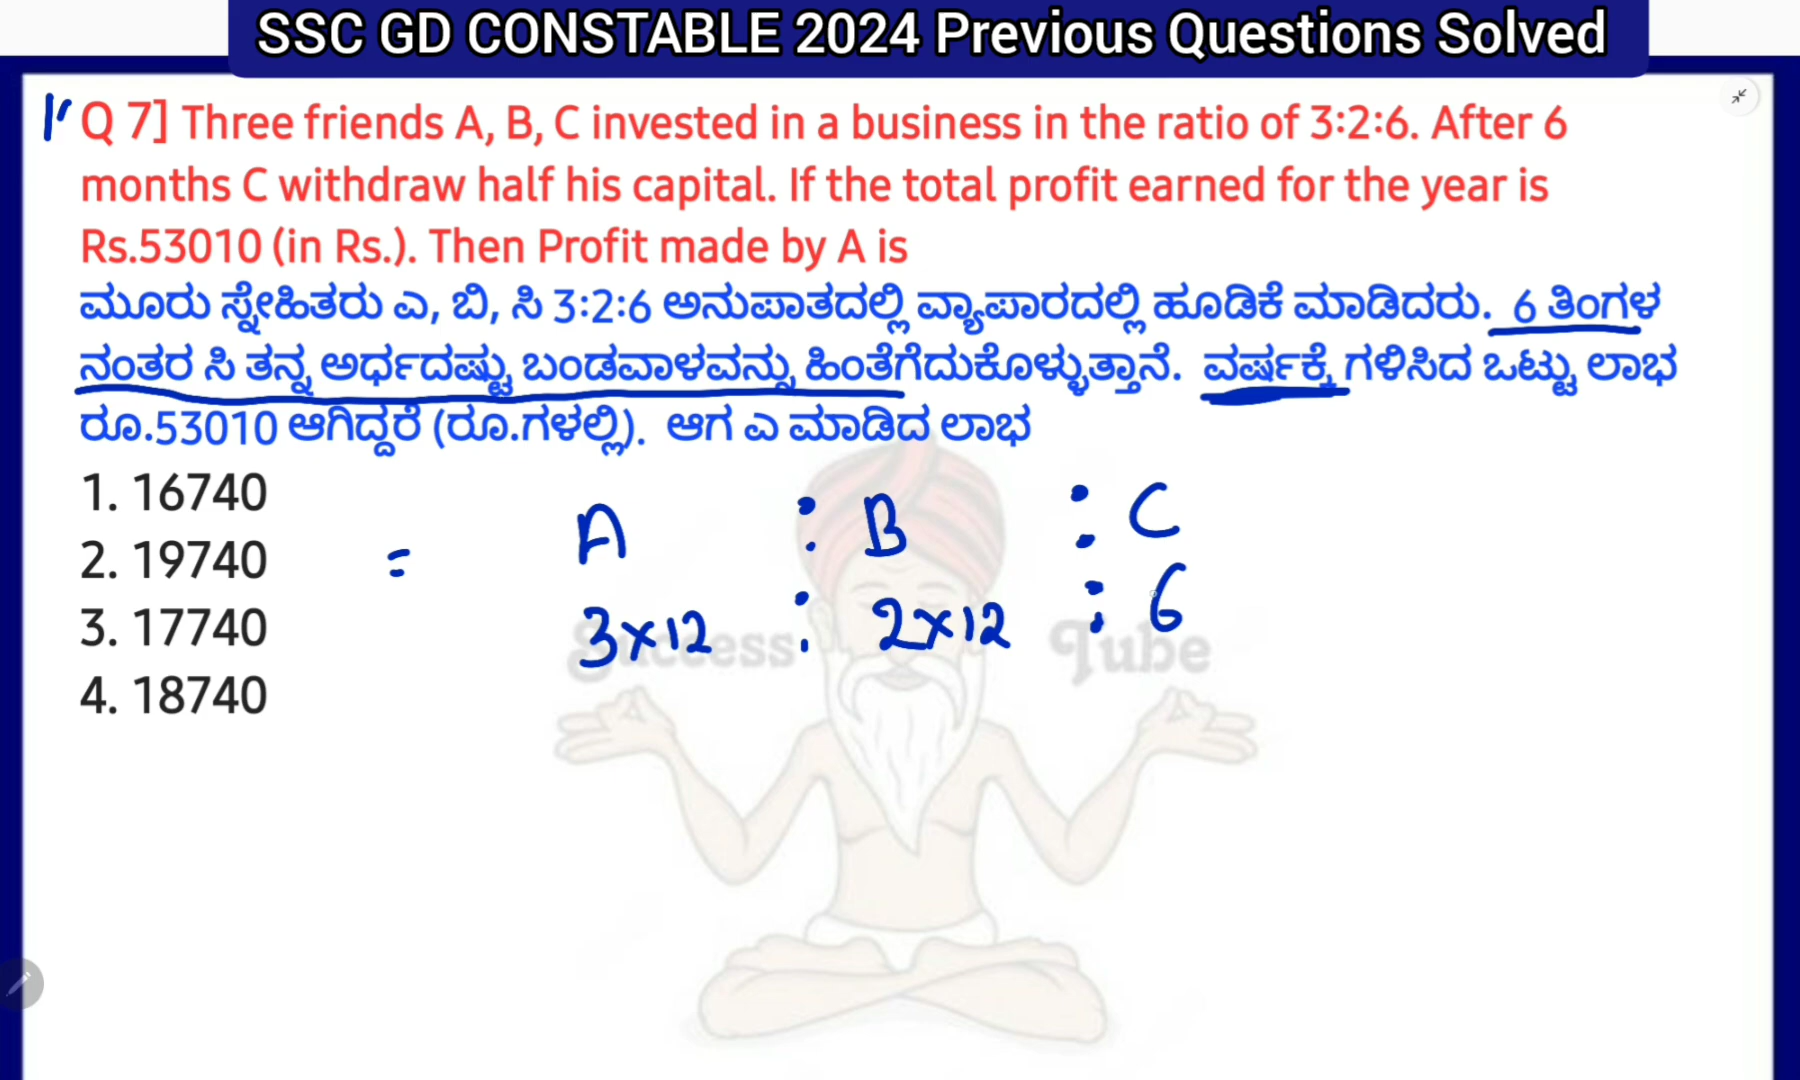 SSC GD CONSTABLE 2024 Previous Questions Solved
Q 7] Three friends A, B, C invested in a business in the ratio of 3:2:6. After 6
months C withdraw half his capital. If the total profit earned for the year is
Rs.53010 (in Rs.). Then Profit made by A is
ಮೂರು ಸ್ನೇಹಿತರು ಎ, ಬಿ, ಸಿ 3:2:6 ಅನುಪಾತದಲ್ಲಿ ವ್ಯಾಪಾರದಲ್ಲಿ ಹೂಡಿಕೆ ಮಾಡಿದರು. 6 ತಿಂಗಳ
ನಂತರ ಸಿ ತನ್ನ ಅರ್ಧದಷ್ಟು ಬಂಡವಾಳವನ್ನು ಹಿಂತೆಗೆದುಕೊಳ್ಳುತ್ತಾನೆ. ವರ್ಷಕ್ಕೆ ಗಳಿಸಿದ ಒಟ್ಟು ಲಾಭ
ರೂ.53010 ಆಗಿದ್ದರೆ (ರೂ.ಗಳಲ್ಲಿ). ಆಗ ಎ ಮಾಡಿದ ಲಾಭ
1. 16740
2. 19740
3. 17740
4. 18740
= A : B : C
3×12 : 2×12 : 6
Success Tube